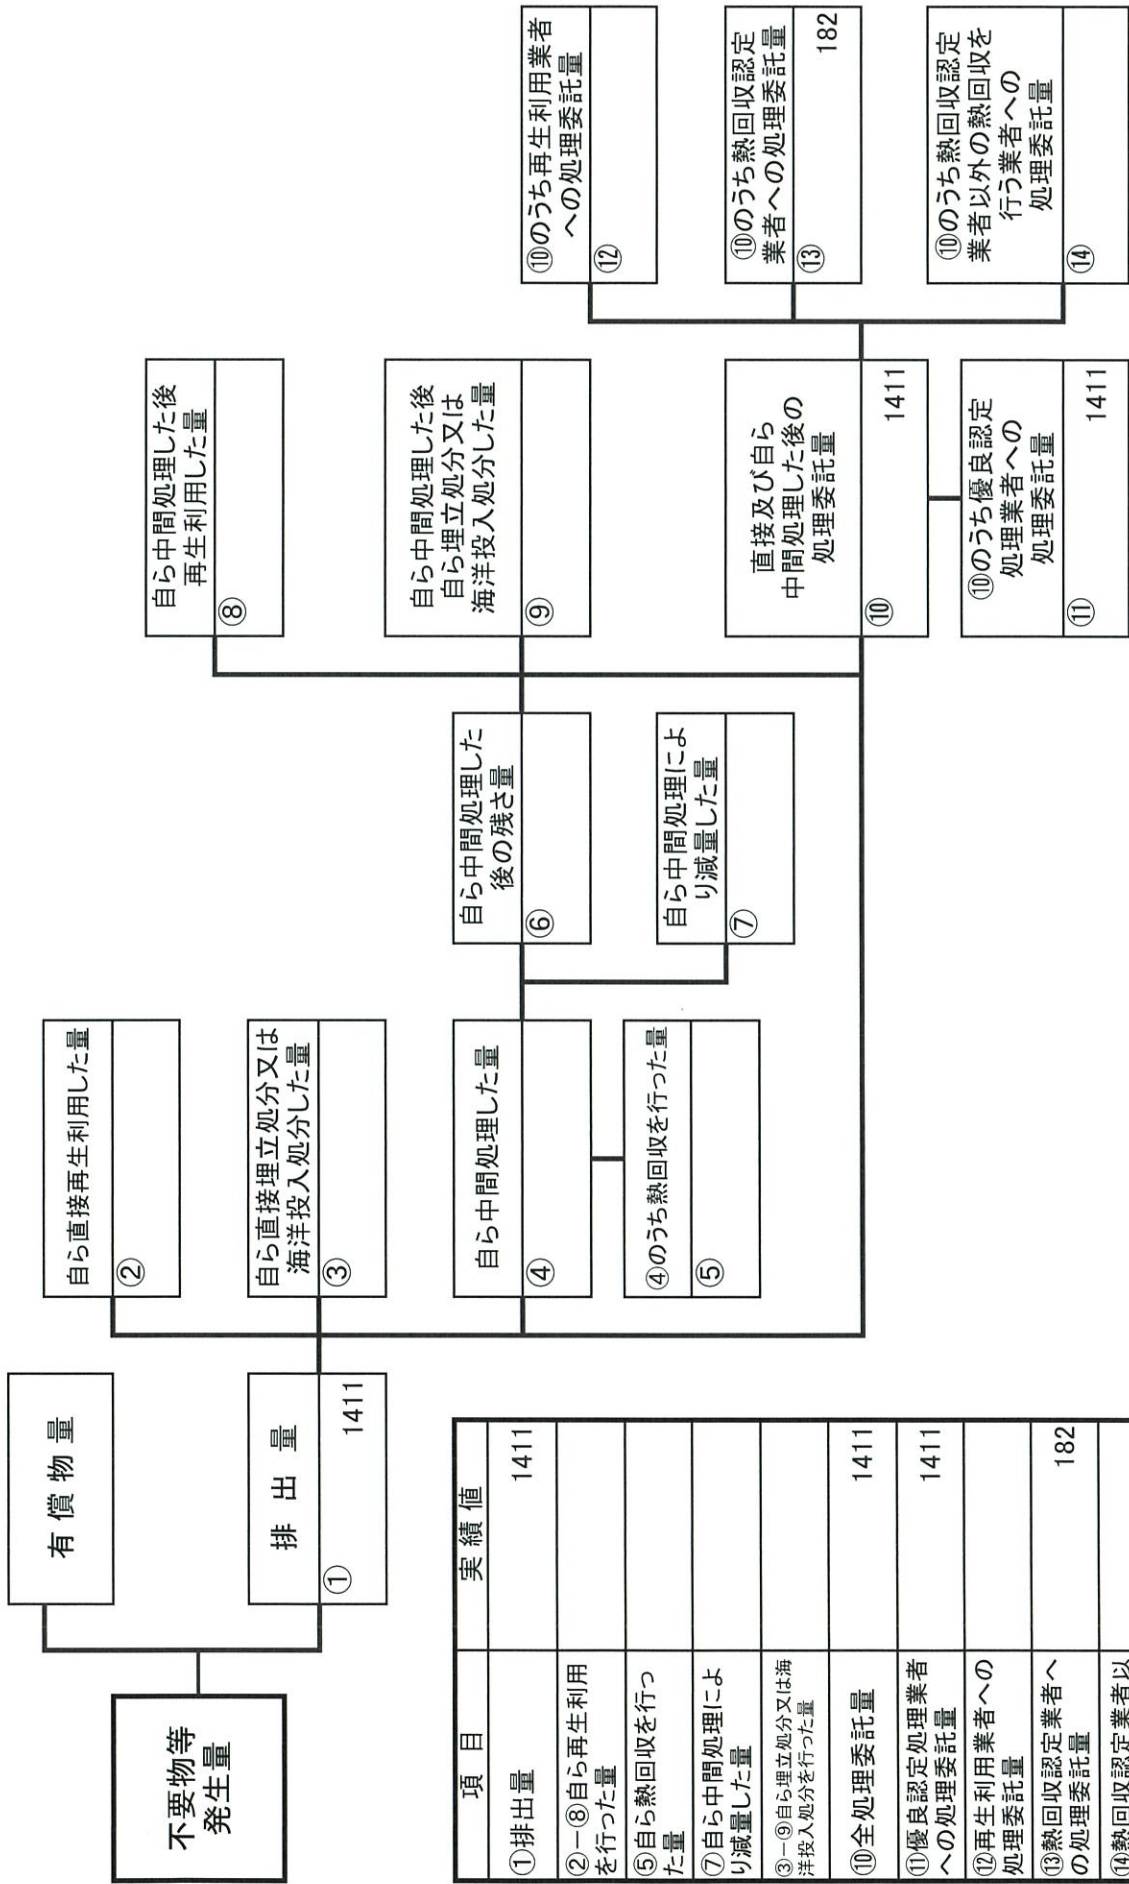 不要物等
発生量
有償物量
排出量
①
1411
自ら直接再生利用した量
②
自ら直接埋立処分又は
海洋投入処分した量
③
自ら中間処理した量
④
④のうち熱回収を行った量
⑤
自ら中間処理した
後の残さ量
⑥
自ら中間処理によ
り減量した量
⑦
自ら中間処理した後
再生利用した量
⑧
自ら中間処理した後
自ら埋立処分又は
海洋投入処分した量
⑨
直接及び自ら
中間処理した後の
処理委託量
⑩
1411
⑩のうち優良認定
処理業者への
処理委託量
⑪
1411
⑩のうち再生利用業者
への処理委託量
⑫
⑩のうち熱回収認定
業者への処理委託量
⑬
182
⑩のうち熱回収認定
業者以外の熱回収を
行う業者への
処理委託量
⑭
項目 実績値
①排出量 1411
②ー⑧自ら再生利用
を行った量
⑤自ら熱回収を行っ
た量
⑦自ら中間処理によ
り減量した量
③ー⑨自ら埋立処分又は海
洋投入処分を行った量
⑩全処理委託量 1411
⑪優良認定処理業者
への処理委託量 1411
⑫再生利用業者への
処理委託量
⑬熱回収認定業者へ
の処理委託量 182
⑭熱回収認定業者以